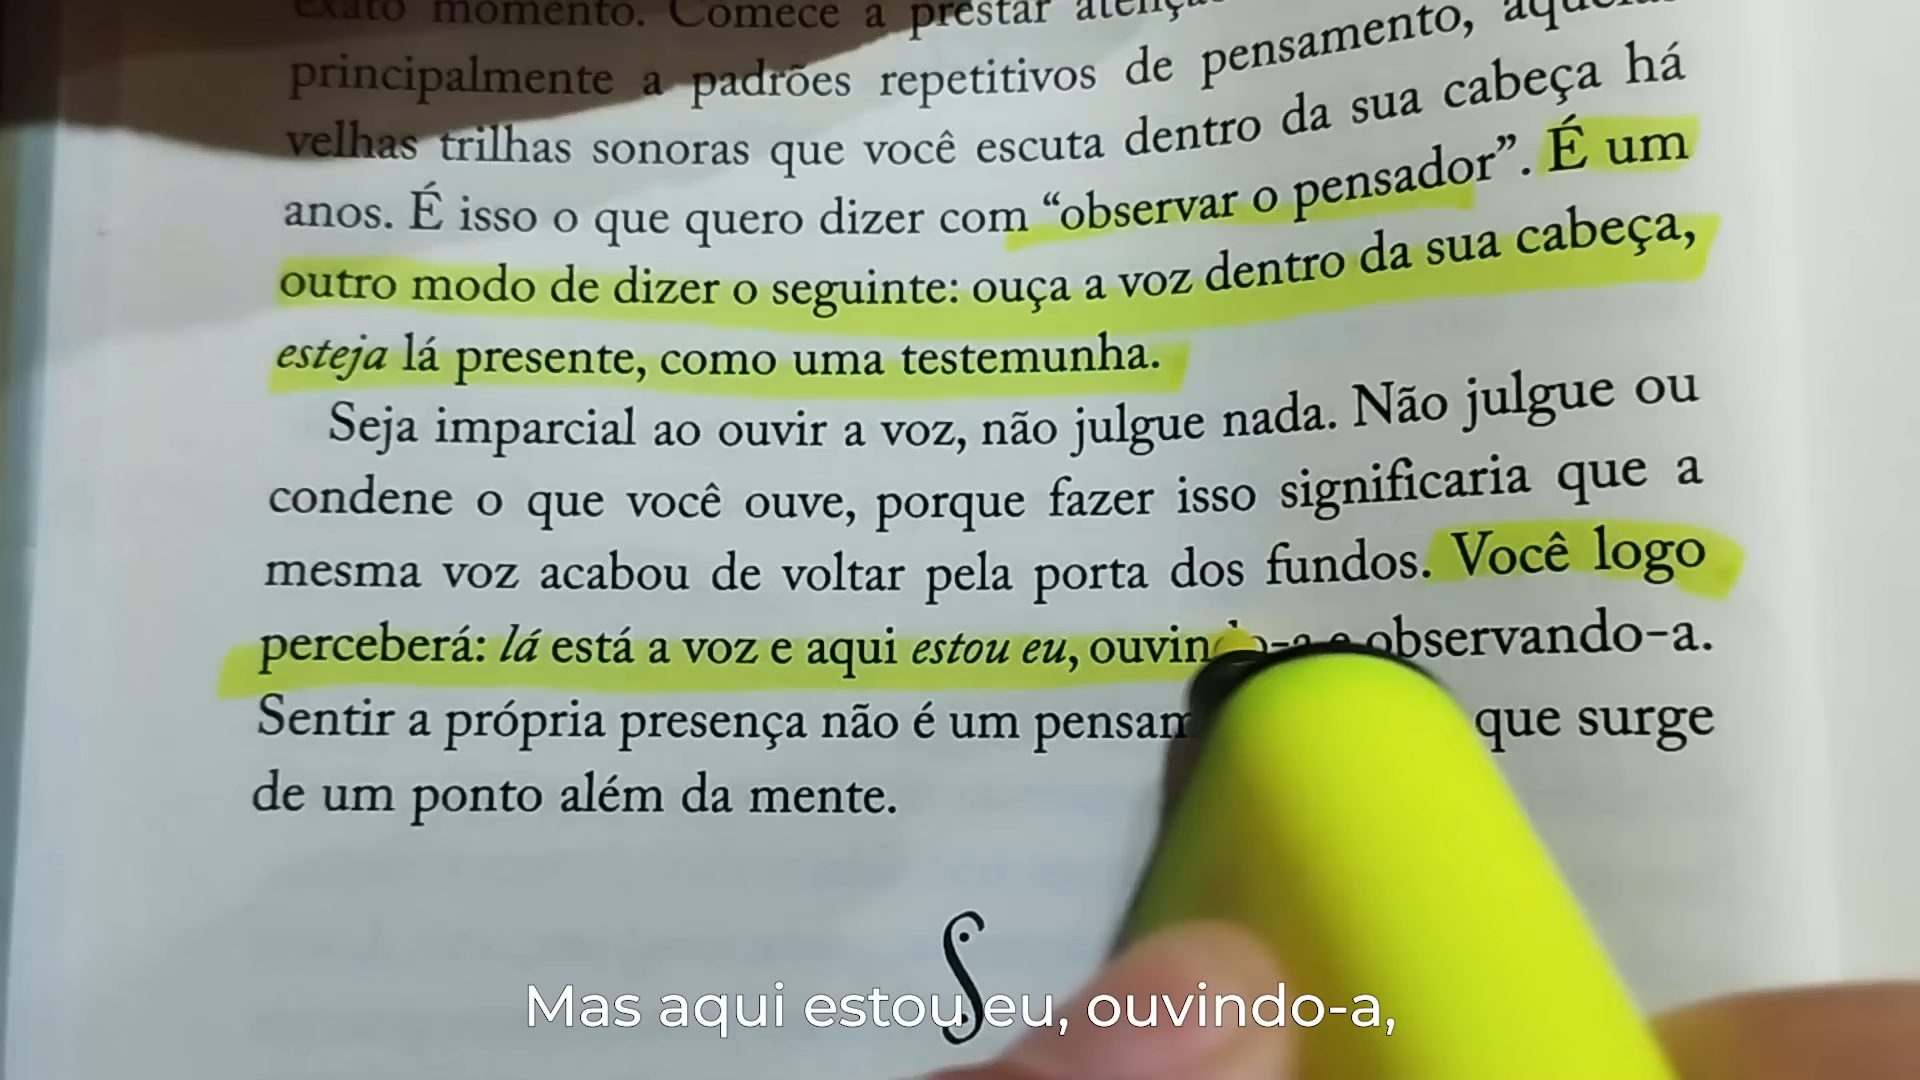 exato momento. Comece a prestar
principalmente a padrões repetitivos de pensamento,
velhas trilhas sonoras que você escuta dentro da sua cabeça há
anos. É isso o que quero dizer com “observar o pensador”. É um
outro modo de dizer o seguinte: ouça a voz dentro da sua cabeça,
esteja lá presente, como uma testemunha.
Seja imparcial ao ouvir a voz, não julgue nada. Não julgue ou
condene o que você ouve, porque fazer isso significaria que a
mesma voz acabou de voltar pela porta dos fundos. Você logo
perceberá: lá está a voz e aqui estou eu, ouvindo-a e observando-a.
Sentir a própria presença não é um que surge
de um ponto além da mente.
Mas aqui estou eu, ouvindo-a,